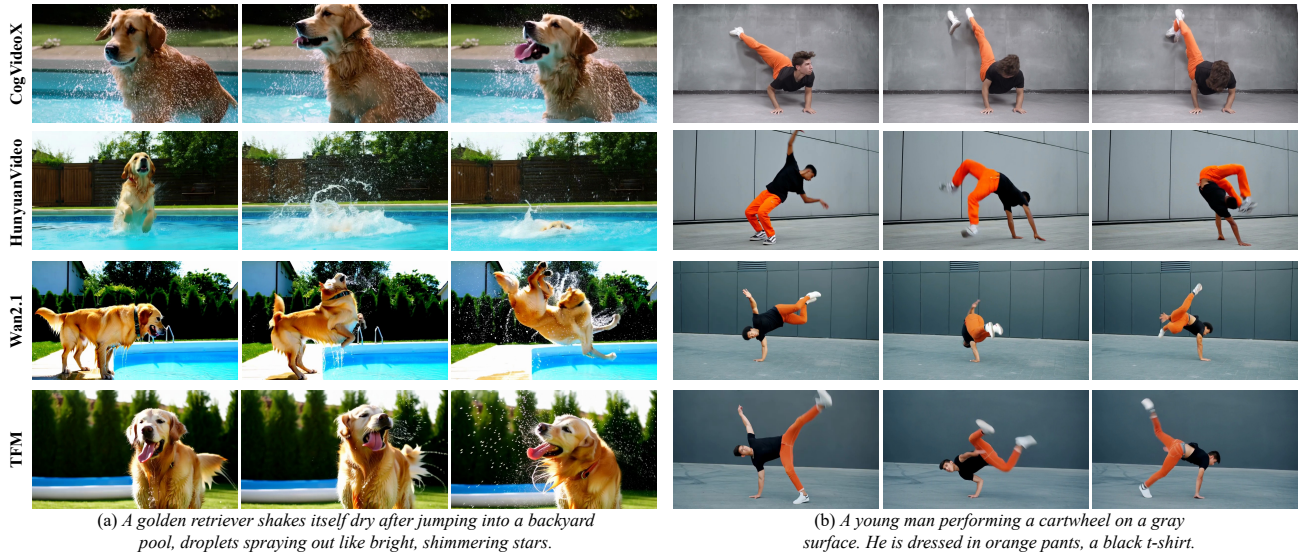 CogVideoX
HunyuanVideo
Wan2.1
TFM
(a) A golden retriever shakes itself dry after jumping into a backyard
pool, droplets spraying out like bright, shimmering stars.
(b) A young man performing a cartwheel on a gray
surface. He is dressed in orange pants, a black t-shirt.